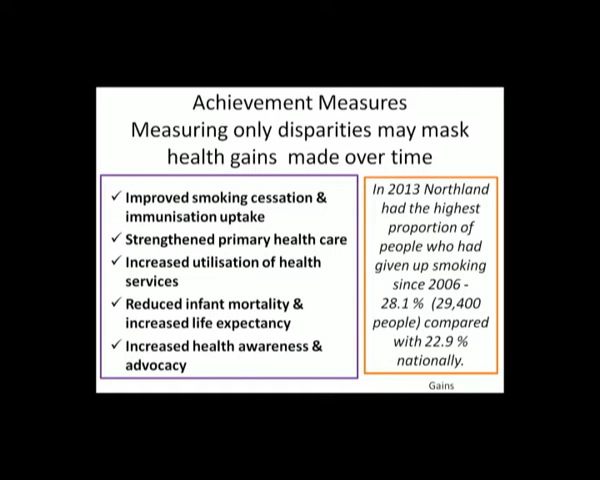 Achievement Measures
Measuring only disparities may mask
health gains made over time
✓ Improved smoking cessation &
immunisation uptake
✓ Strengthened primary health care
✓ Increased utilisation of health
services
✓ Reduced infant mortality &
increased life expectancy
✓ Increased health awareness &
advocacy
In 2013 Northland
had the highest
proportion of
people who had
given up smoking
since 2006 -
28.1 % (29,400
people) compared
with 22.9 %
nationally.
Gains